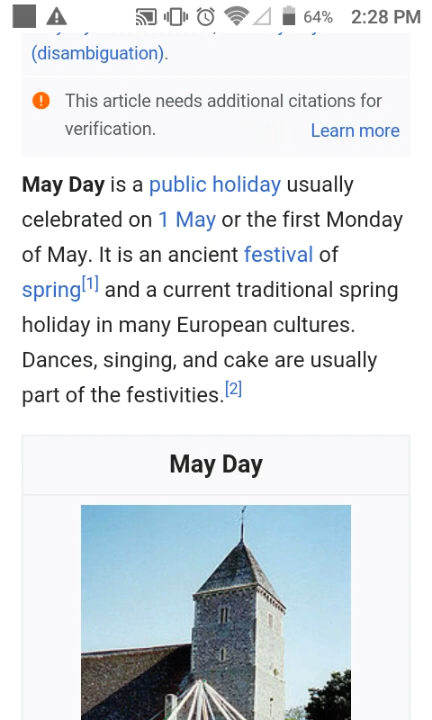 64% 2:28 PM
(disambiguation).
This article needs additional citations for
verification.
Learn more
May Day is a public holiday usually
celebrated on 1 May or the first Monday
of May. It is an ancient festival of
spring[1] and a current traditional spring
holiday in many European cultures.
Dances, singing, and cake are usually
part of the festivities.[2]
May Day